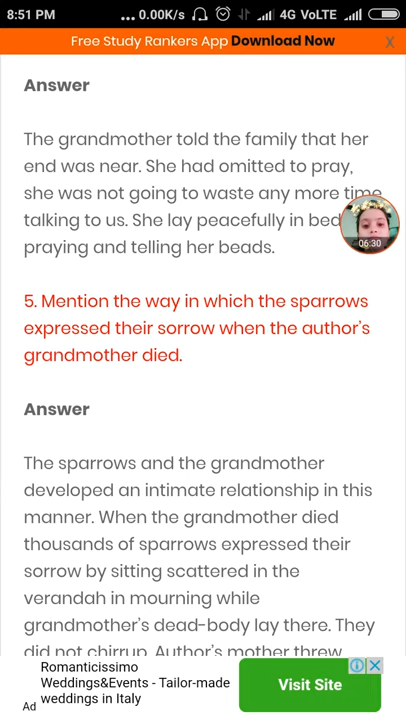 8:51 PM ... 0.00K/s 4G VoLTE
Free Study Rankers App Download Now X
Answer
The grandmother told the family that her
end was near. She had omitted to pray,
she was not going to waste any more time
talking to us. She lay peacefully in bed
praying and telling her beads.
06:30
5. Mention the way in which the sparrows
expressed their sorrow when the author's
grandmother died.
Answer
The sparrows and the grandmother
developed an intimate relationship in this
manner. When the grandmother died
thousands of sparrows expressed their
sorrow by sitting scattered in the
verandah in mourning while
grandmother's dead-body lay there. They
did not chirrup. Author's mother threw
Romanticissimo
Weddings&Events - Tailor-made
Ad weddings in Italy
Visit Site